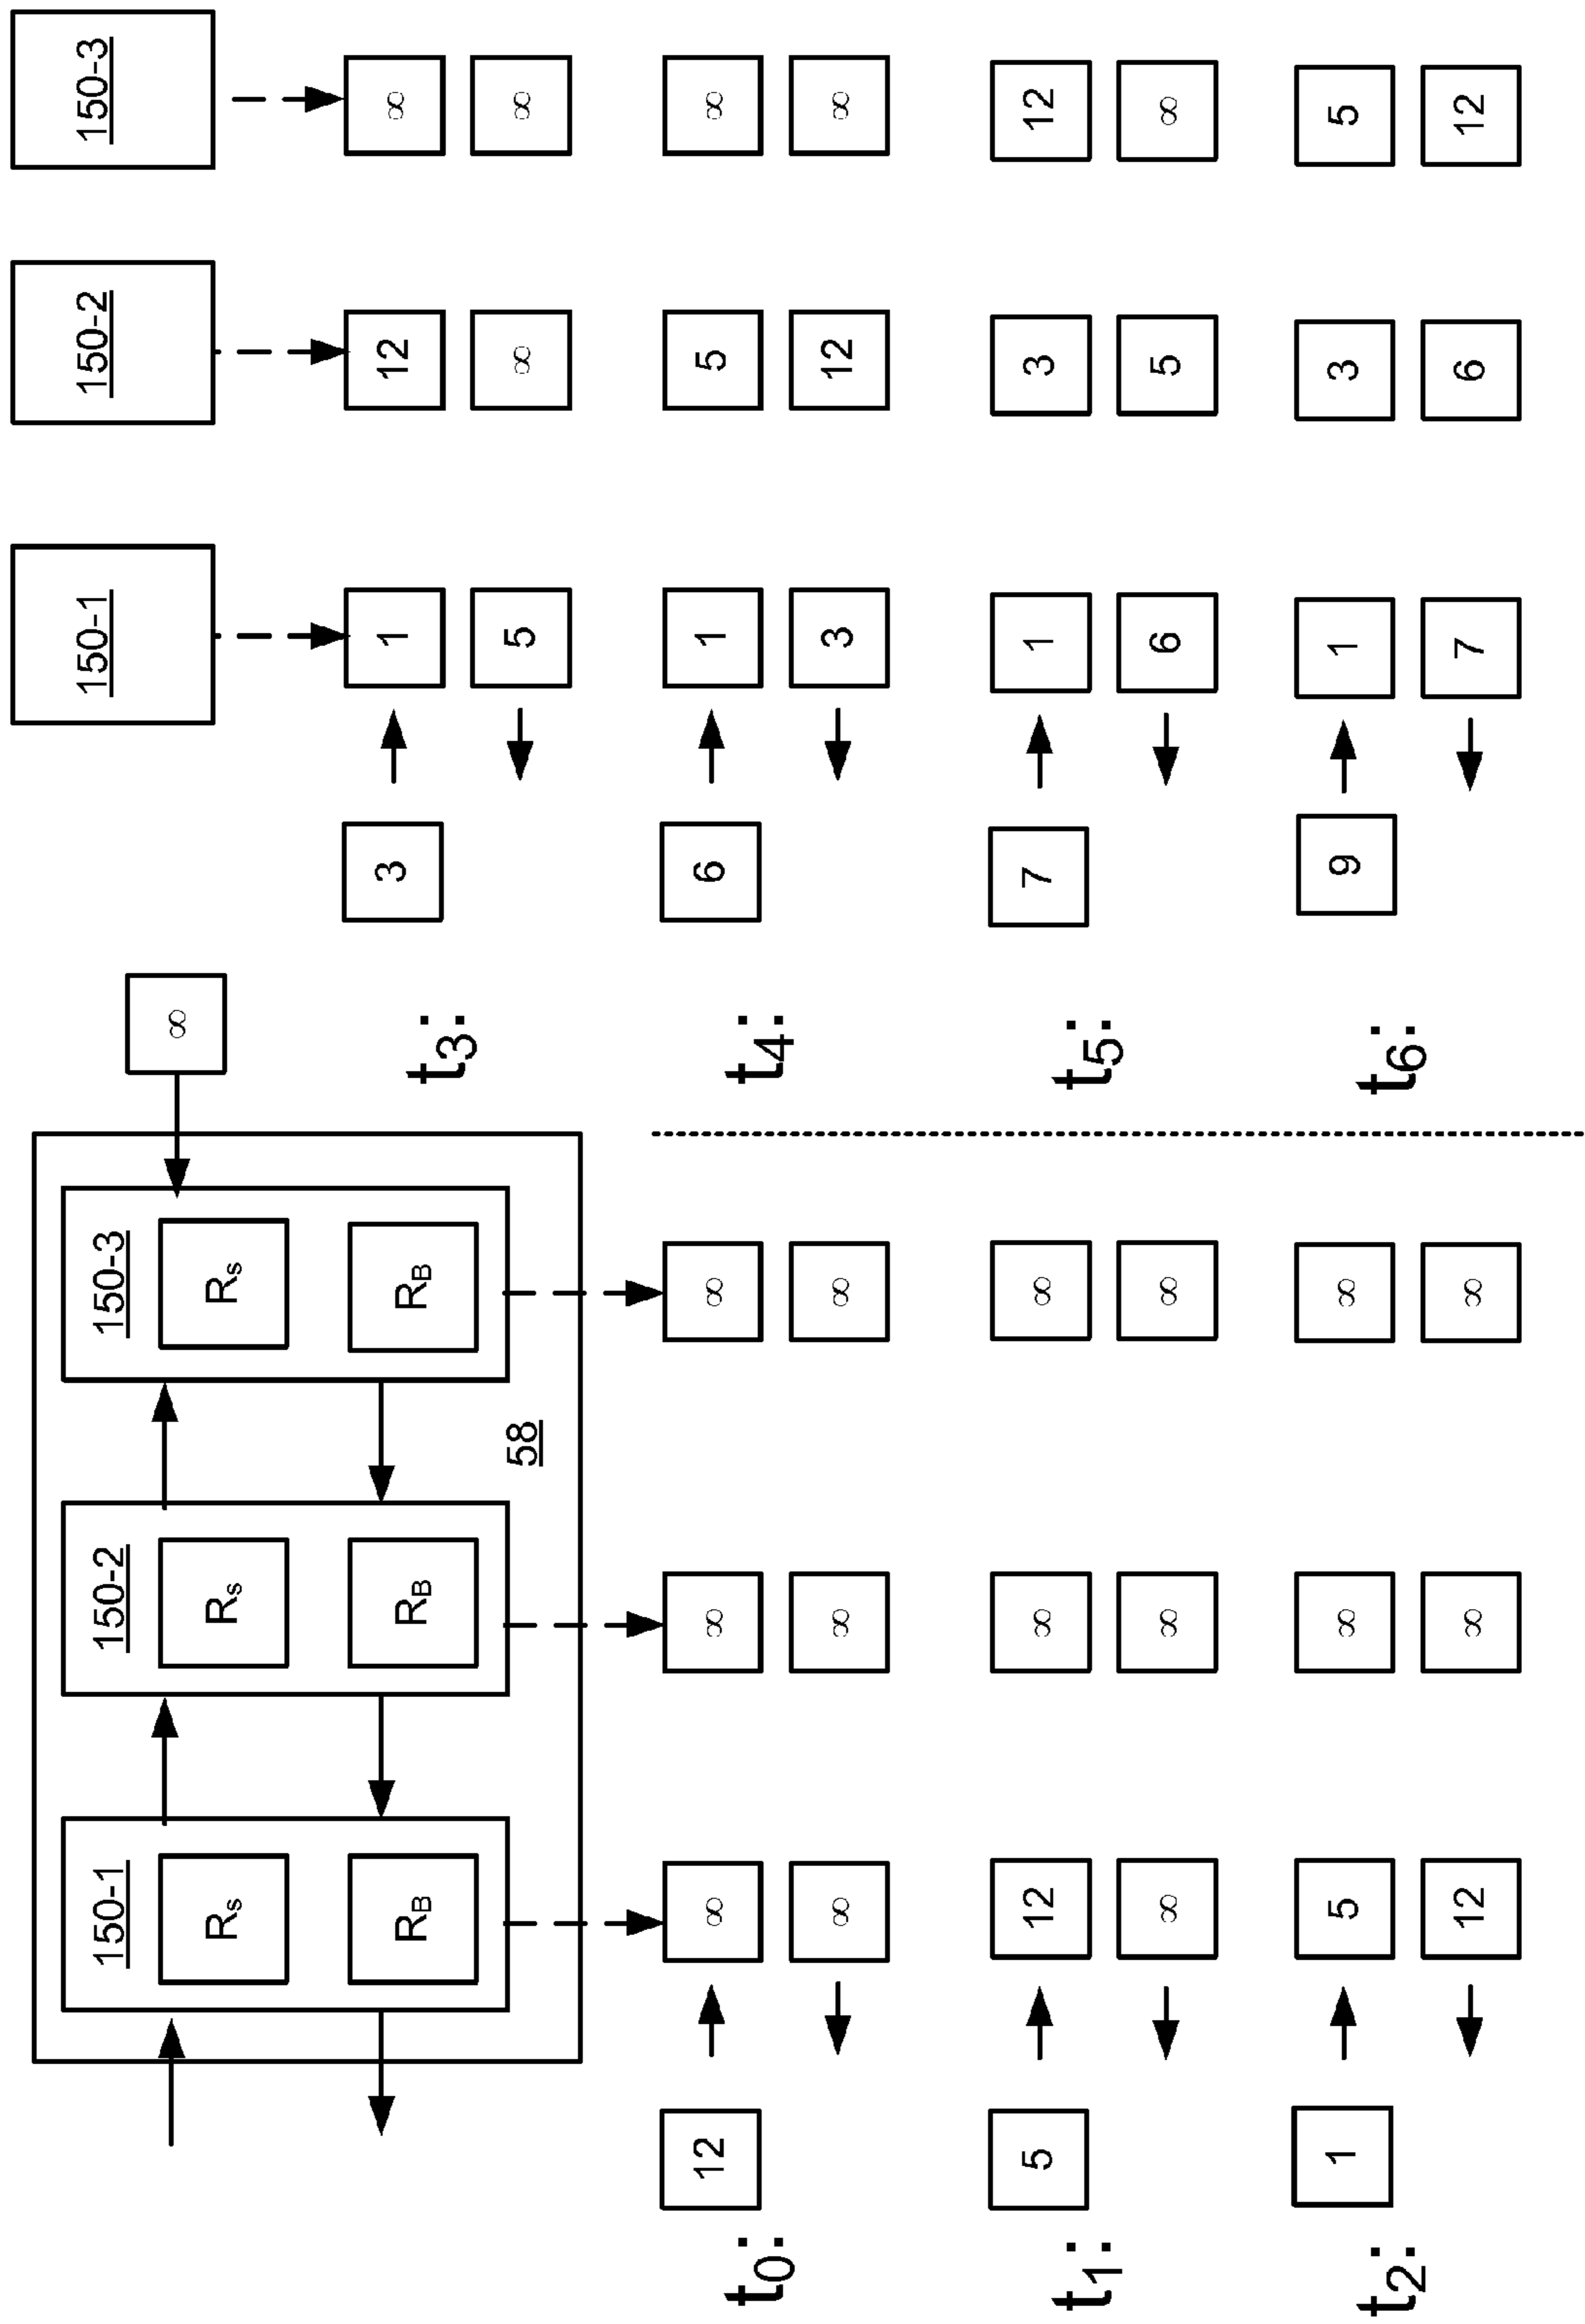 150-1 150-2 150-3
∞
Rs Rs Rs
RB RB RB
58
t0: 12 ∞ ∞ ∞
∞ ∞ ∞
t1: 5 12 ∞ ∞
∞ ∞ ∞
t2: 1 5 ∞ ∞
12 ∞ ∞
150-1 150-2 150-3
t3: 3 1 12 ∞
5 ∞ ∞
t4: 6 1 5 ∞
3 12 ∞
t5: 7 1 3 12
6 5 ∞
t6: 9 1 3 5
7 6 12